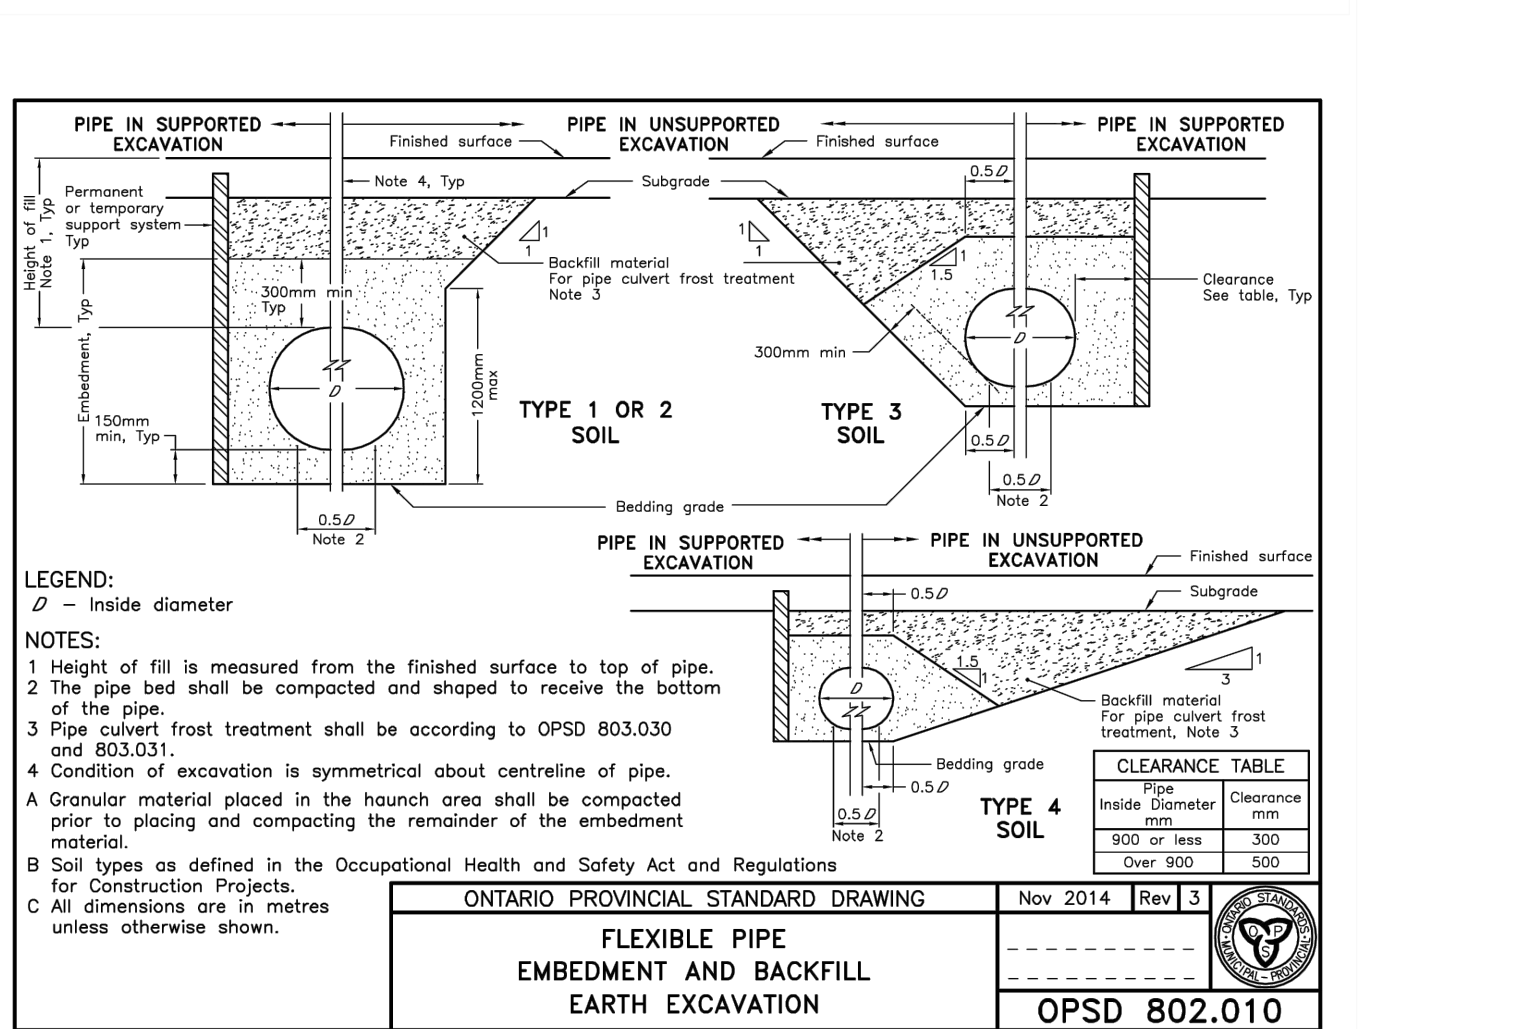 PIPE IN SUPPORTED
EXCAVATION
PIPE IN UNSUPPORTED
EXCAVATION
PIPE IN SUPPORTED
EXCAVATION
Finished surface
Finished surface
Note 4, Typ
Subgrade
0.5D
Height of fill
Note 1, Typ
Permanent
or temporary
support system
Typ
1
1
1
1
Backfill material
For pipe culvert frost treatment
Note 3
1
1.5
Clearance
See table, Typ
300mm min
Typ
Embedment, Typ
D
D
300mm min
1200mm
max
150mm
min, Typ
TYPE 1 OR 2
SOIL
TYPE 3
SOIL
0.5D
0.5D
Note 2
0.5D
Note 2
Bedding grade
PIPE IN SUPPORTED
EXCAVATION
PIPE IN UNSUPPORTED
EXCAVATION
Finished surface
Subgrade
0.5D
1.5
1
1
3
D
Backfill material
For pipe culvert frost
treatment, Note 3
Bedding grade
0.5D
0.5D
Note 2
TYPE 4
SOIL
LEGEND:
D – Inside diameter
NOTES:
1 Height of fill is measured from the finished surface to top of pipe.
2 The pipe bed shall be compacted and shaped to receive the bottom
of the pipe.
3 Pipe culvert frost treatment shall be according to OPSD 803.030
and 803.031.
4 Condition of excavation is symmetrical about centreline of pipe.
A Granular material placed in the haunch area shall be compacted
prior to placing and compacting the remainder of the embedment
material.
B Soil types as defined in the Occupational Health and Safety Act and Regulations
for Construction Projects.
C All dimensions are in metres
unless otherwise shown.
CLEARANCE TABLE
Pipe
Inside Diameter
mm
Clearance
mm
900 or less 300
Over 900 500
ONTARIO PROVINCIAL STANDARD DRAWING
Nov 2014 Rev 3
FLEXIBLE PIPE
EMBEDMENT AND BACKFILL
EARTH EXCAVATION
ONTARIO STANDARDS
MUNICIPAL–PROVINCIAL
O P S
OPSD 802.010